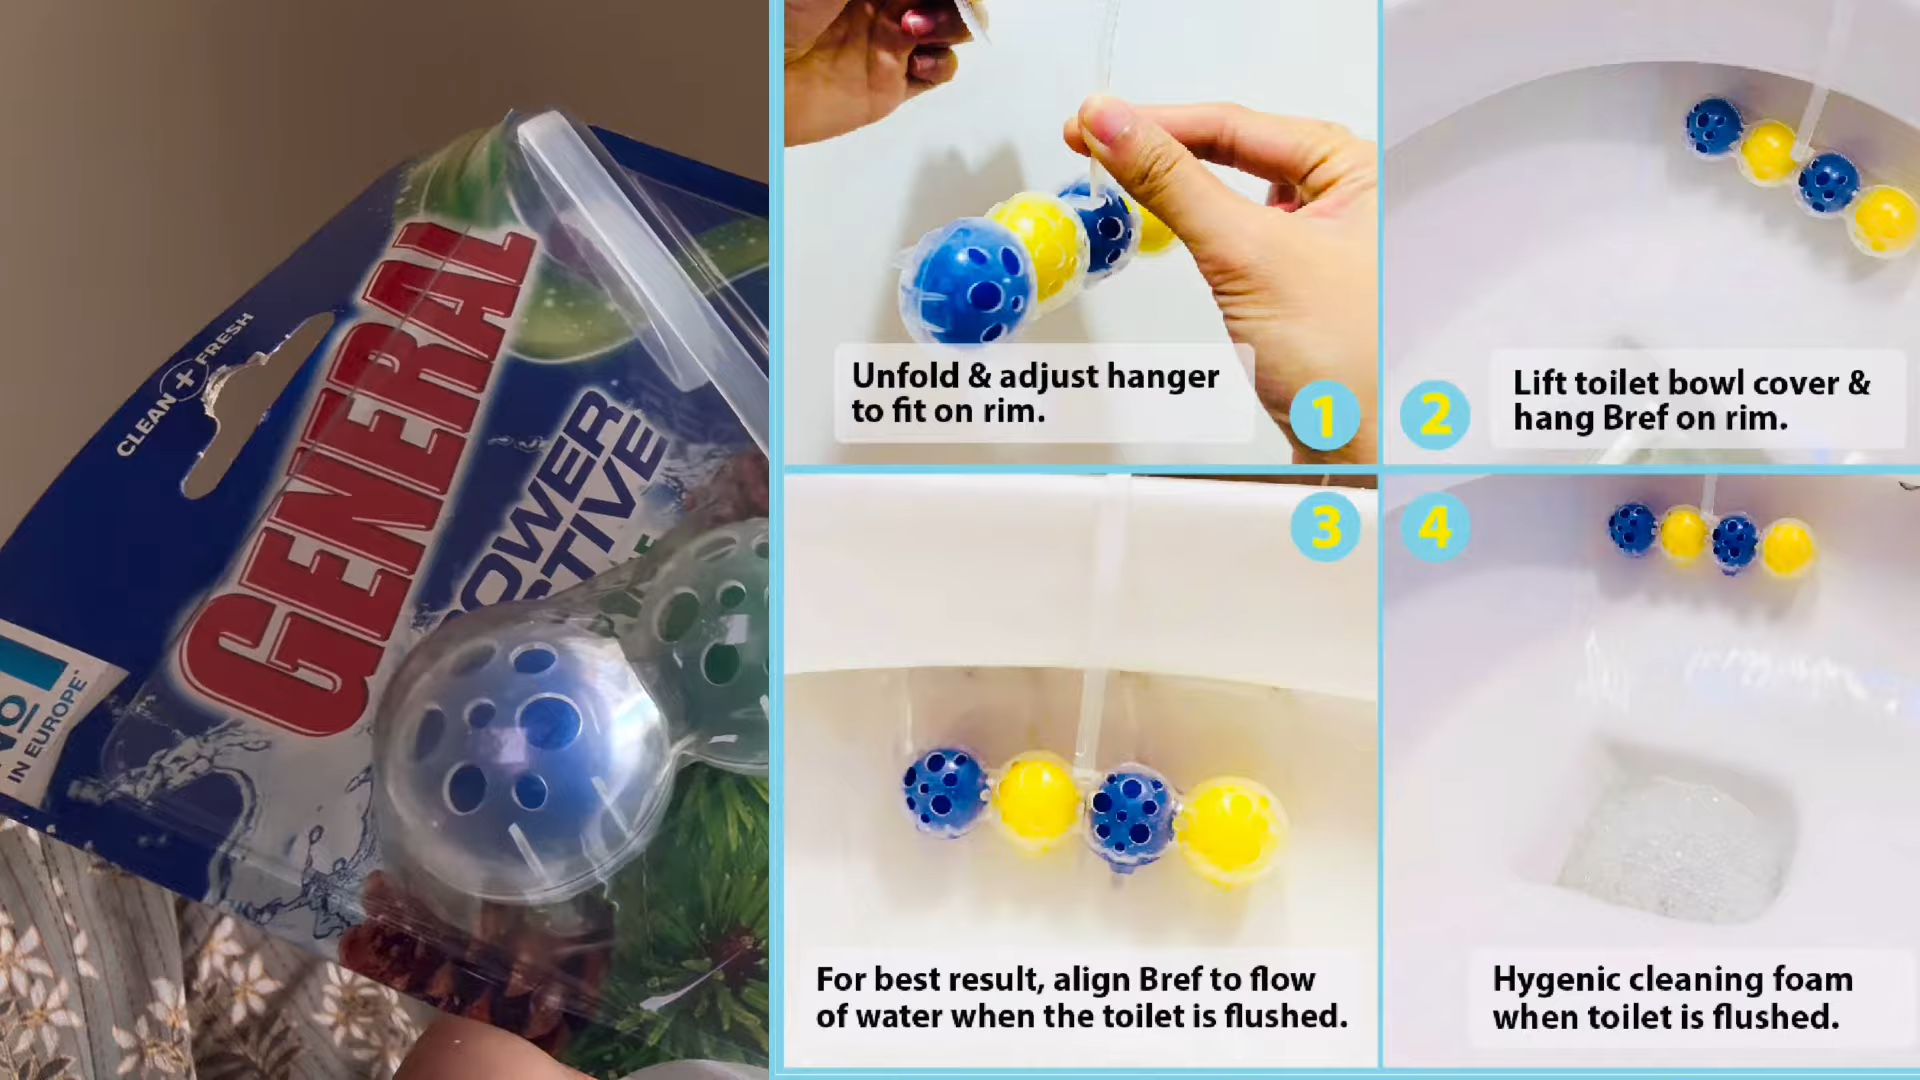 CLEAN + FRESH
GENERAL
IN EUROPE*
Unfold & adjust hanger
to fit on rim.
1
2
Lift toilet bowl cover &
hang Bref on rim.
3
For best result, align Bref to flow
of water when the toilet is flushed.
4
Hygenic cleaning foam
when toilet is flushed.